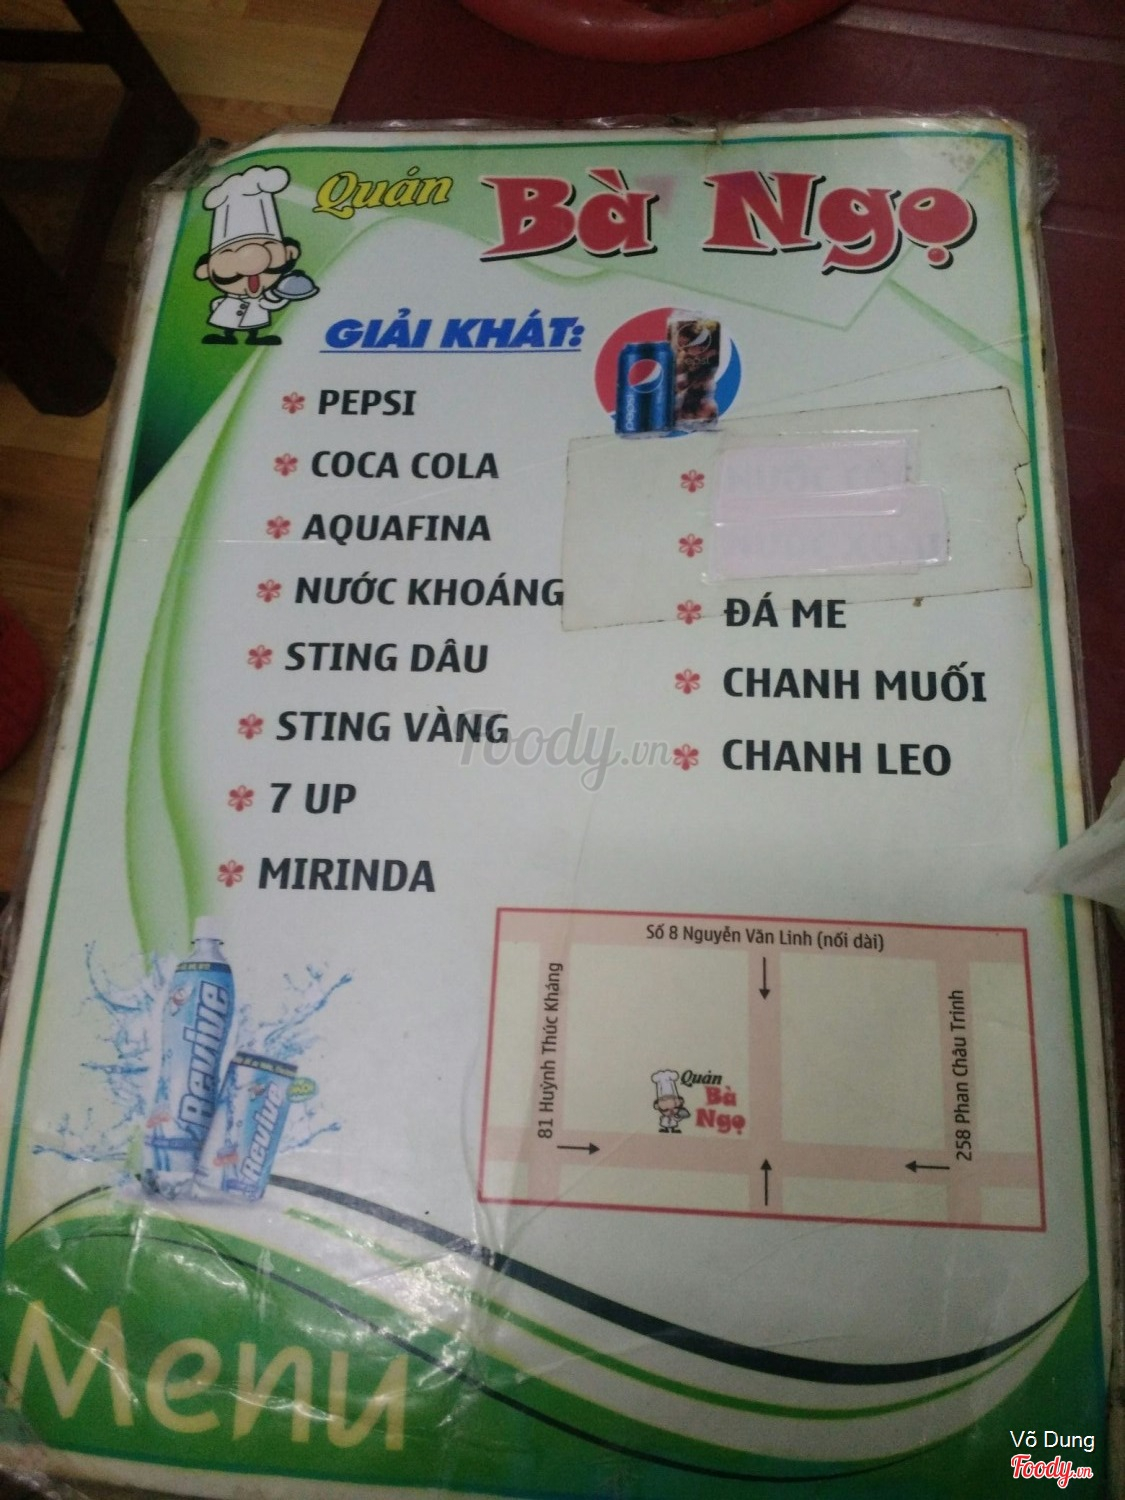 Quán Bà Ngọ
GIẢI KHÁT:
PEPSI
COCA COLA
AQUAFINA
NƯỚC KHOÁNG
STING DÂU
STING VÀNG
7 UP
MIRINDA
ĐÁ ME
CHANH MUỐI
CHANH LEO
Foody.vn
Số 8 Nguyễn Văn Linh (nối dài)
81 Huỳnh Thúc Kháng
258 Phan Châu Trinh
Quán
Bà
Ngọ
pepsi
Revive
Revive
Menu
Võ Dung
Foody.vn